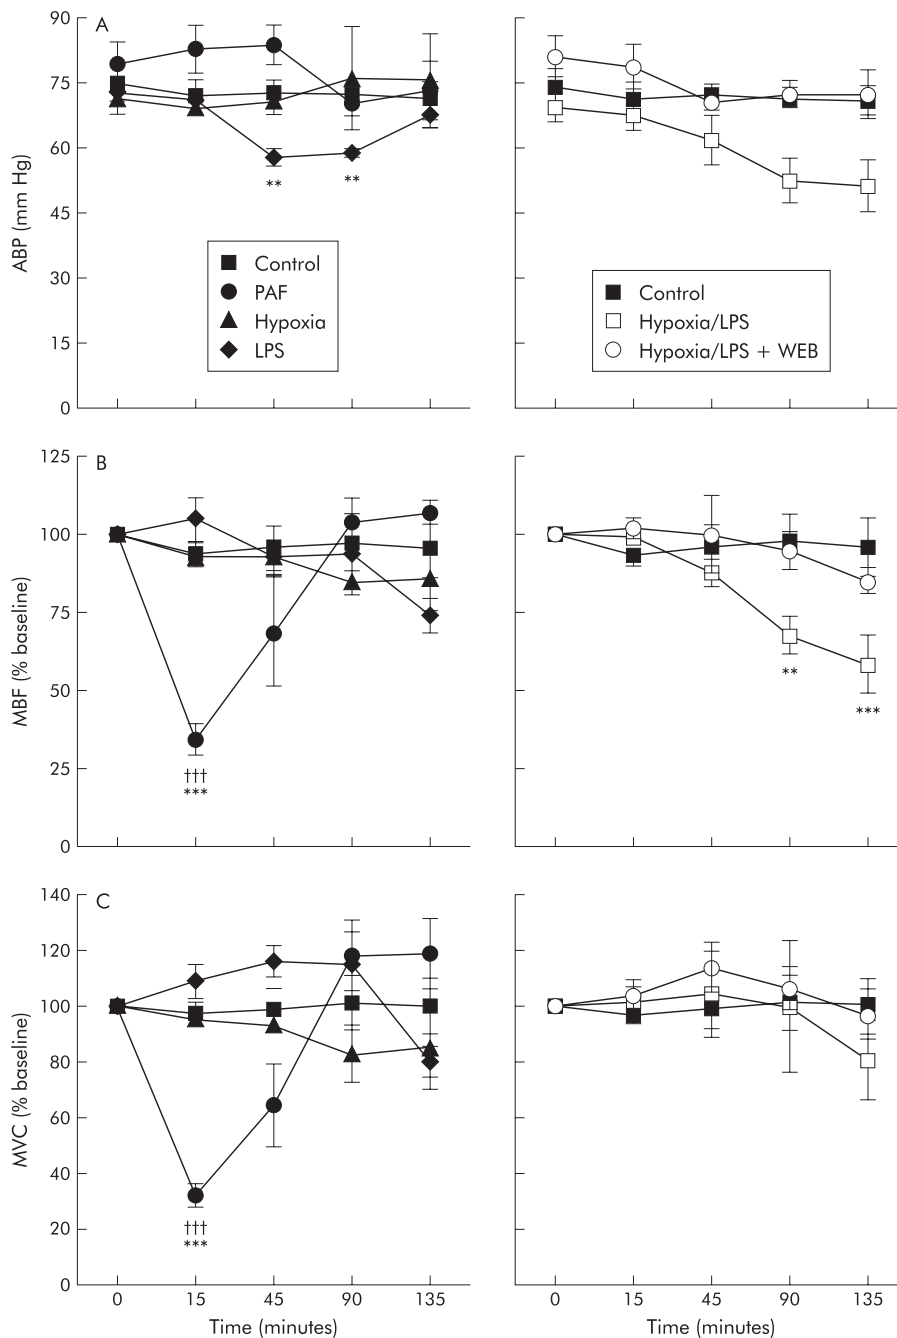 A
90
75
60
45
30
15
0
ABP (mm Hg)
**
**
Control
PAF
Hypoxia
LPS
Control
Hypoxia/LPS
Hypoxia/LPS + WEB
B
125
100
75
50
25
0
MBF (% baseline)
†††
***
**
***
C
140
120
100
80
60
40
20
0
MVC (% baseline)
†††
***
0 15 45 90 135
Time (minutes)
0 15 45 90 135
Time (minutes)